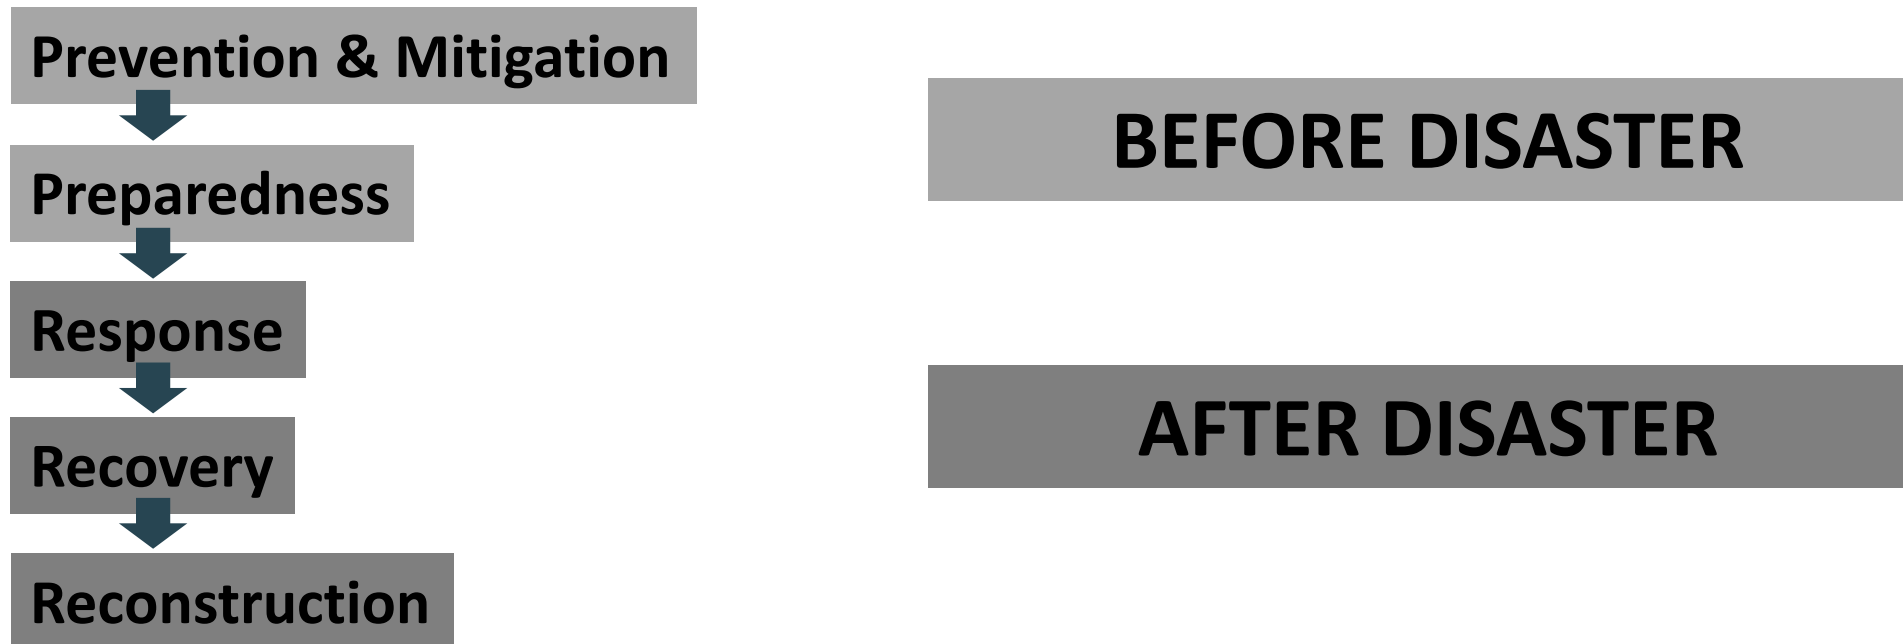 Prevention & Mitigation
Preparedness
Response
Recovery
Reconstruction
BEFORE DISASTER
AFTER DISASTER